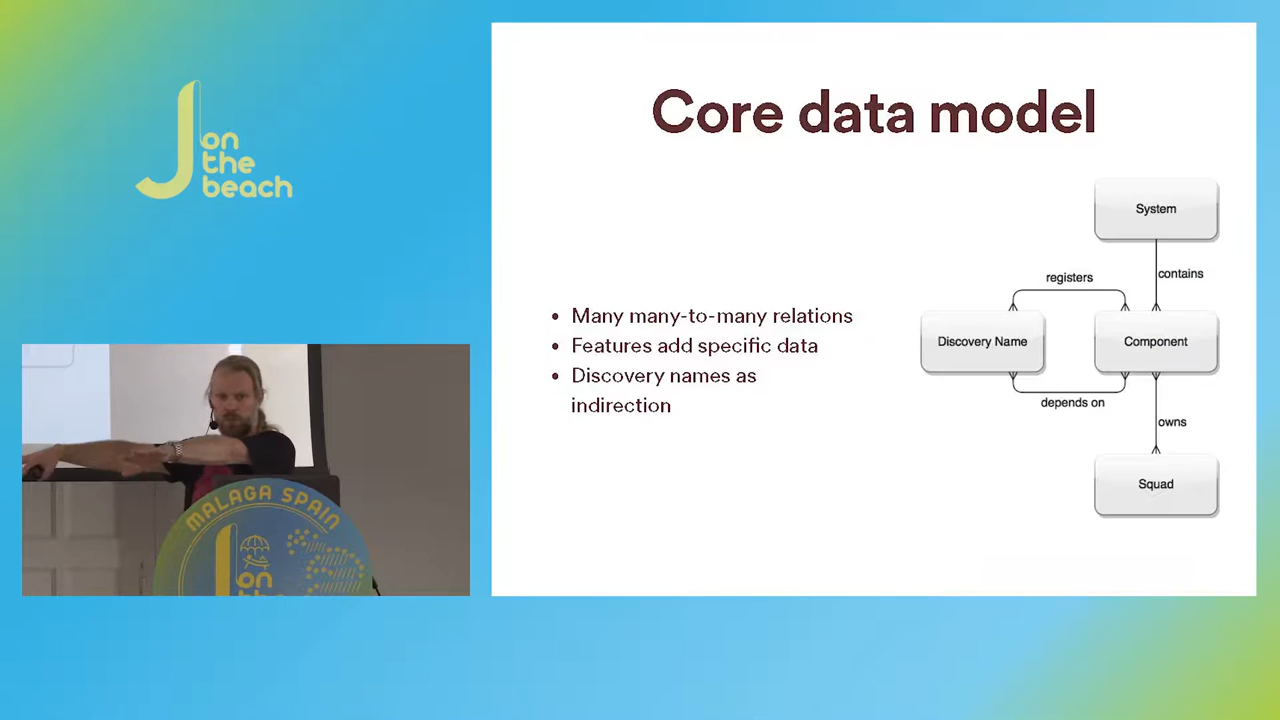 J on
the
beach
Core data model
• Many many-to-many relations
• Features add specific data
• Discovery names as
indirection
System
contains
registers
Discovery Name
Component
depends on
owns
Squad
MALAGA SPAIN
J on